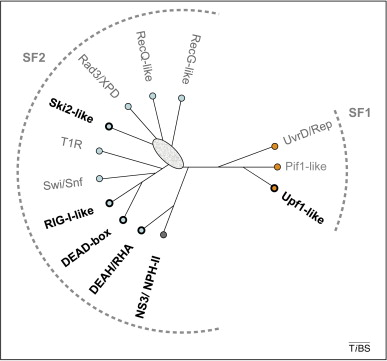 SF2
RecG-like
RecQ-like
Rad3/XPD
Ski2-like
T1R
Swi/Snf
RIG-I-like
DEAD-box
DEAH/RHA
NS3/ NPH-II
SF1
UvrD/Rep
Pif1-like
Upf1-like
TiBS